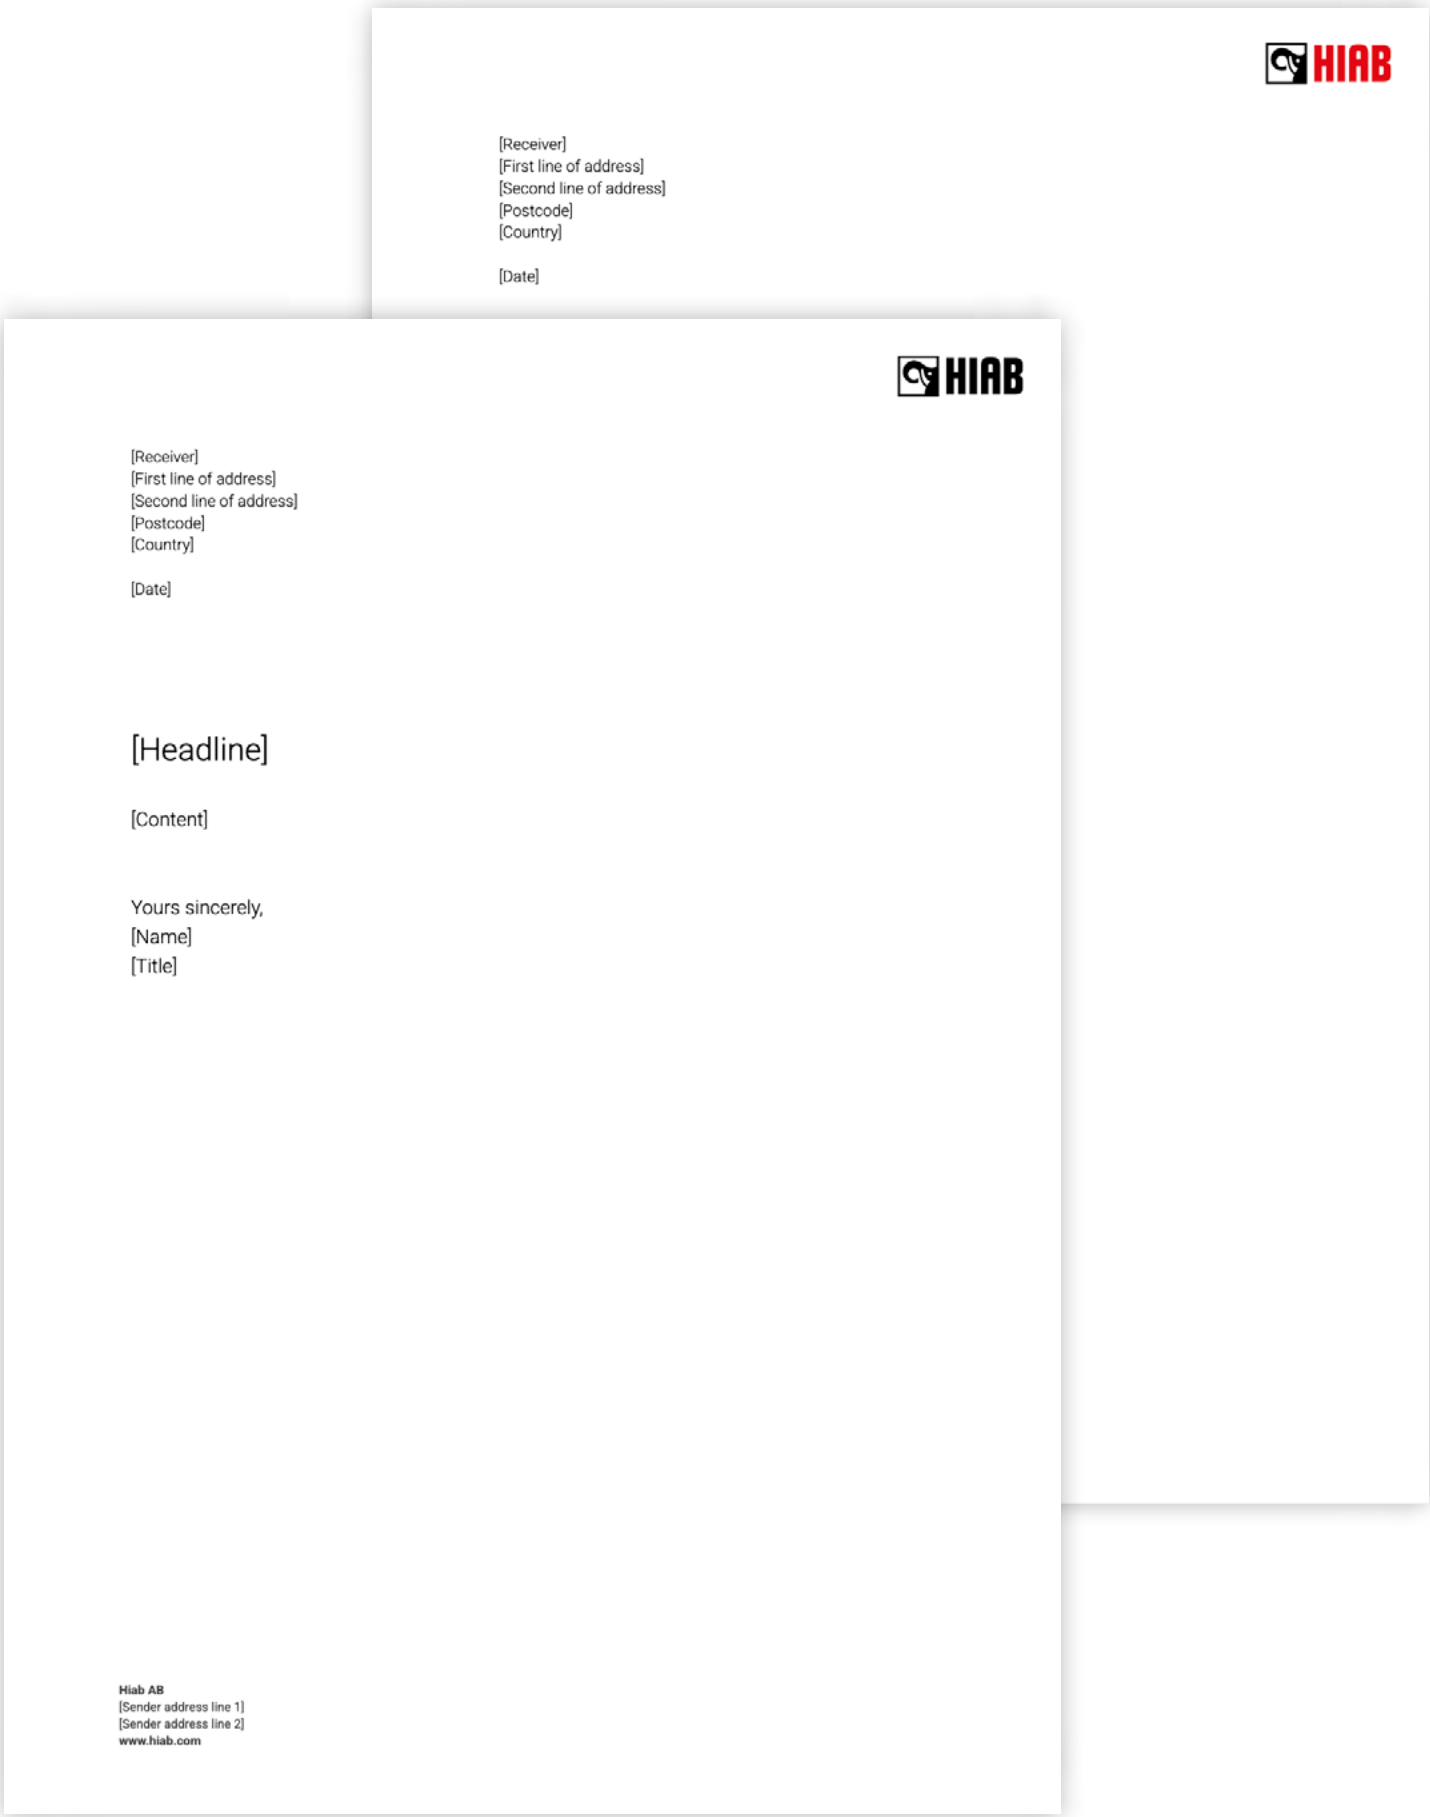 HIAB
[Receiver]
[First line of address]
[Second line of address]
[Postcode]
[Country]
[Date]
HIAB
[Receiver]
[First line of address]
[Second line of address]
[Postcode]
[Country]
[Date]
[Headline]
[Content]
Yours sincerely,
[Name]
[Title]
Hiab AB
[Sender address line 1]
[Sender address line 2]
www.hiab.com